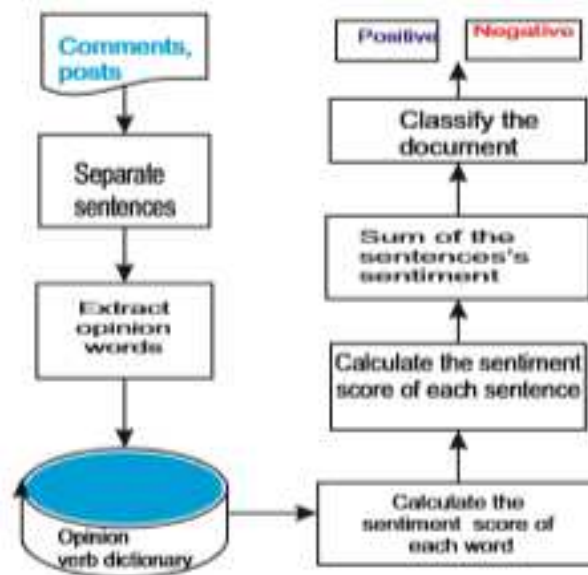 Comments,
posts
Separate
sentences
Extract
opinion
words
Opinion
verb dictionary
Calculate the
sentiment score of
each word
Calculate the sentiment
score of each sentence
Sum of the
sentences's
sentiment
Classify the
document
Positive
Negative